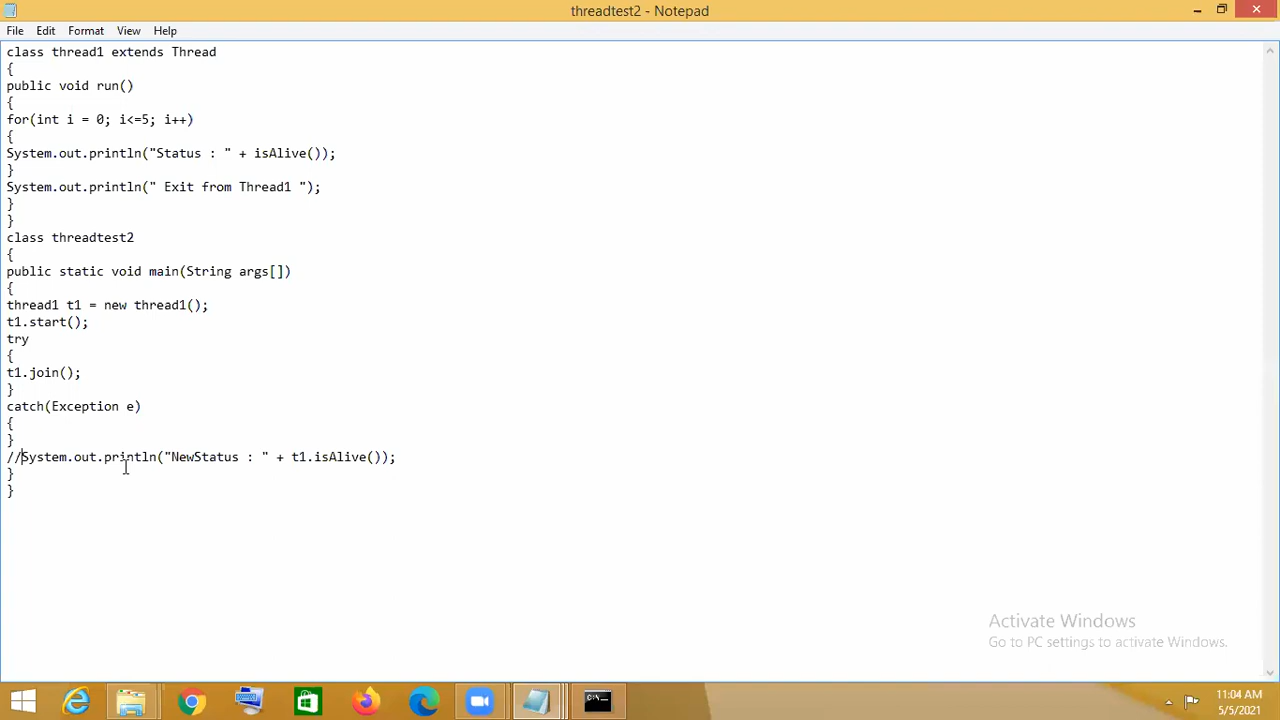 threadtest2 - Notepad
File Edit Format View Help
class thread1 extends Thread
{
public void run()
{
for(int i = 0; i<=5; i++)
{
System.out.println("Status : " + isAlive());
}
System.out.println(" Exit from Thread1 ");
}
}
class threadtest2
{
public static void main(String args[])
{
thread1 t1 = new thread1();
t1.start();
try
{
t1.join();
}
catch(Exception e)
{
}
//System.out.println("NewStatus : " + t1.isAlive());
}
}
Activate Windows
Go to PC settings to activate Windows.
11:04 AM
5/5/2021